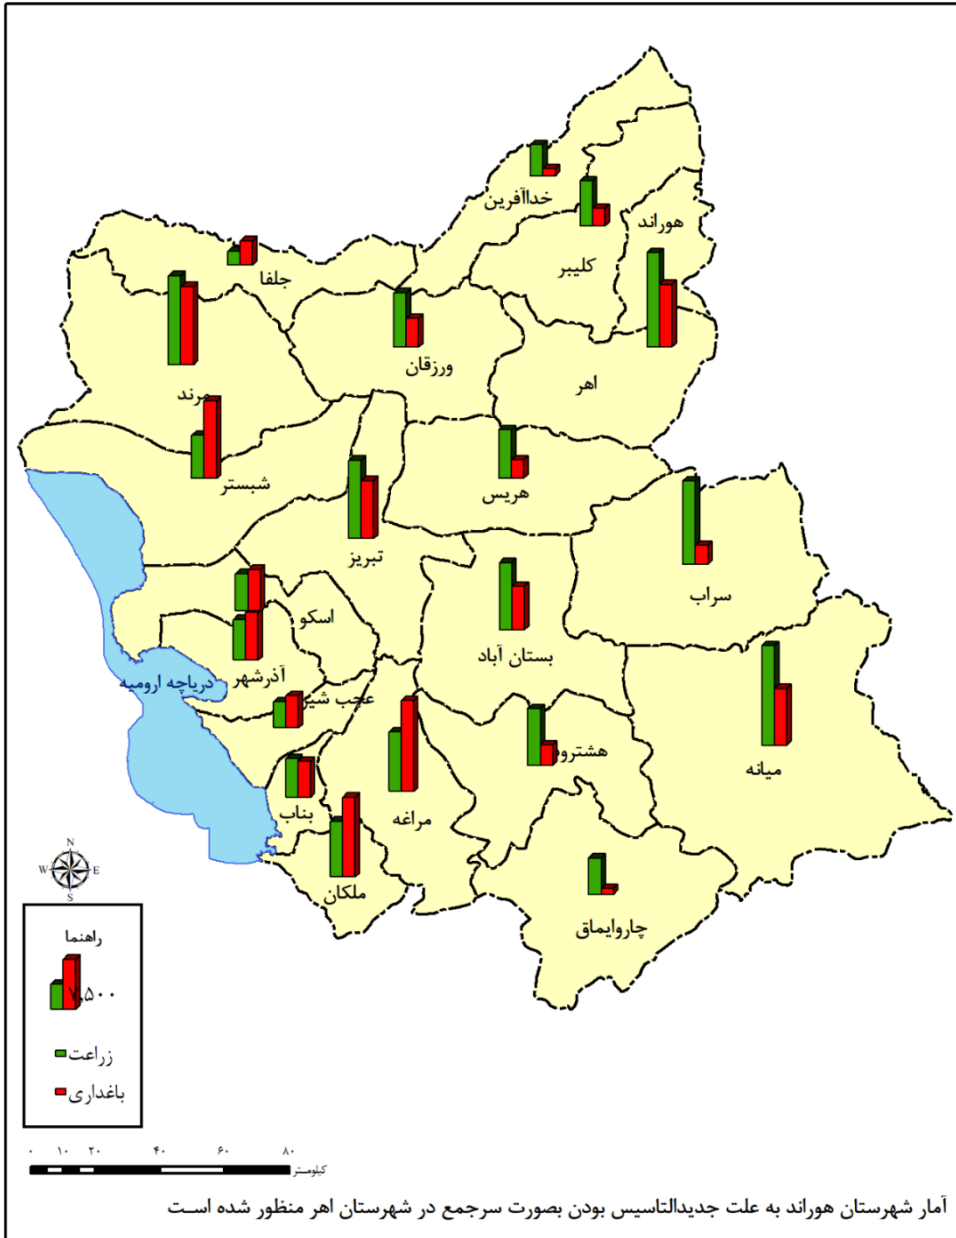 خداآفرین
هوراند
کلیبر
جلفا
ورزقان
اهر
مرند
شبستر
هریس
تبریز
سراب
اسکو
بستان آباد
آذرشهر
دریاچه ارومیه
عجب شیر
هشترود
میانه
بناب
مراغه
ملکان
چاروایماق
N
W E
S
راهنما
۷,۵۰۰
زراعت
باغداری
۰ ۱۰ ۲۰ ۴۰ ۶۰ ۸۰
کیلومتر
آمار شهرستان هوراند به علت جدیدالتاسیس بودن بصورت سرجمع در شهرستان اهر منظور شده است